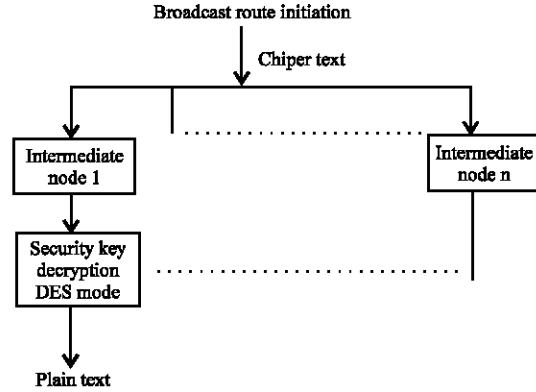 Broadcast route initiation
Chiper text
Intermediate
node 1
Intermediate
node n
Security key
decryption
DES mode
Plain text